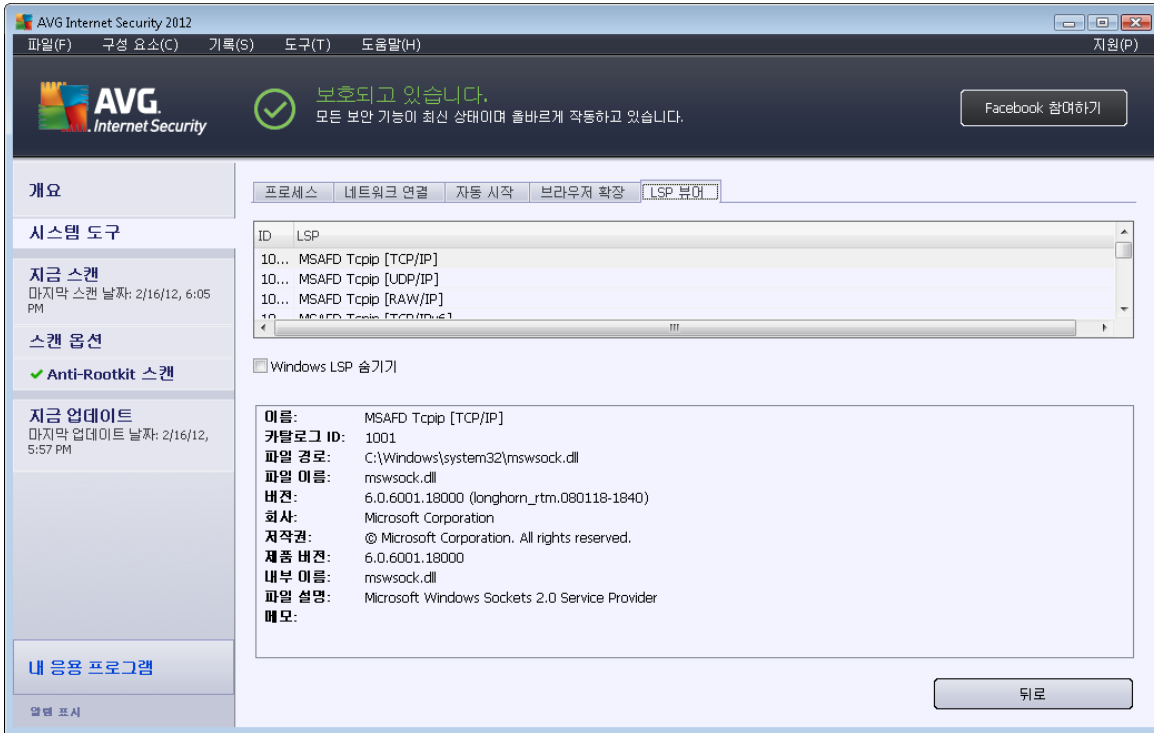 AVG Internet Security 2012
파일(F) 구성 요소(C) 기록(S) 도구(T) 도움말(H) 지원(P)
AVG.
Internet Security
보호되고 있습니다.
모든 보안 기능이 최신 상태이며 올바르게 작동하고 있습니다.
Facebook 참여하기
개요
시스템 도구
지금 스캔
마지막 스캔 날짜: 2/16/12, 6:05
PM
스캔 옵션
Anti-Rootkit 스캔
지금 업데이트
마지막 업데이트 날짜: 2/16/12,
5:57 PM
내 응용 프로그램
알림 표시
프로세스 네트워크 연결 자동 시작 브라우저 확장 LSP 뷰어
ID LSP
10... MSAFD Tcpip [TCP/IP]
10... MSAFD Tcpip [UDP/IP]
10... MSAFD Tcpip [RAW/IP]
10... MSAFD Tcpip [TCP/IPv6]
Windows LSP 숨기기
이름: MSAFD Tcpip [TCP/IP]
카탈로그 ID: 1001
파일 경로: C:\Windows\system32\mswsock.dll
파일 이름: mswsock.dll
버전: 6.0.6001.18000 (longhorn_rtm.080118-1840)
회사: Microsoft Corporation
저작권: © Microsoft Corporation. All rights reserved.
제품 버전: 6.0.6001.18000
내부 이름: mswsock.dll
파일 설명: Microsoft Windows Sockets 2.0 Service Provider
메모:
뒤로